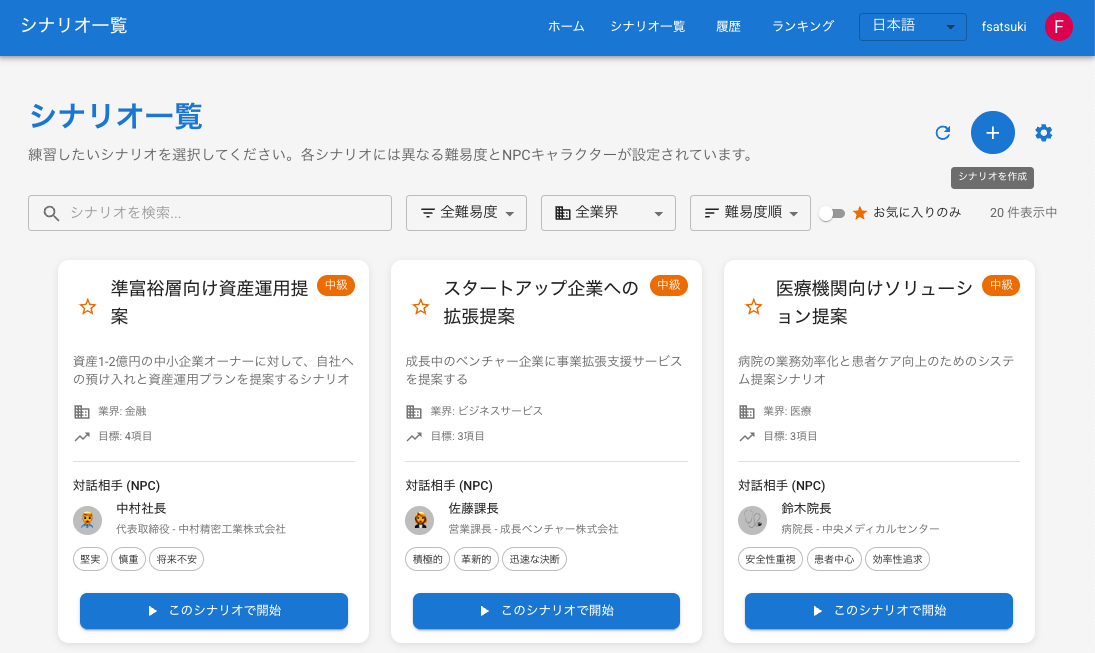 シナリオ一覧
ホーム シナリオ一覧 履歴 ランキング 日本語 fsatsuki F
シナリオ一覧
練習したいシナリオを選択してください。各シナリオには異なる難易度とNPCキャラクターが設定されています。
シナリオを作成
シナリオを検索...
全難易度
全業界
難易度順
お気に入りのみ
20 件表示中
準富裕層向け資産運用提
案
中級
資産1-2億円の中小企業オーナーに対して、自社へ
の預け入れと資産運用プランを提案するシナリオ
業界: 金融
目標: 4項目
対話相手 (NPC)
中村社長
代表取締役 - 中村精密工業株式会社
堅実 慎重 将来不安
このシナリオで開始
スタートアップ企業への
拡張提案
中級
成長中のベンチャー企業に事業拡張支援サービス
を提案する
業界: ビジネスサービス
目標: 3項目
対話相手 (NPC)
佐藤課長
営業課長 - 成長ベンチャー株式会社
積極的 革新的 迅速な決断
このシナリオで開始
医療機関向けソリューシ
ョン提案
中級
病院の業務効率化と患者ケア向上のためのシステ
ム提案シナリオ
業界: 医療
目標: 3項目
対話相手 (NPC)
鈴木院長
病院長 - 中央メディカルセンター
安全性重視 患者中心 効率性追求
このシナリオで開始